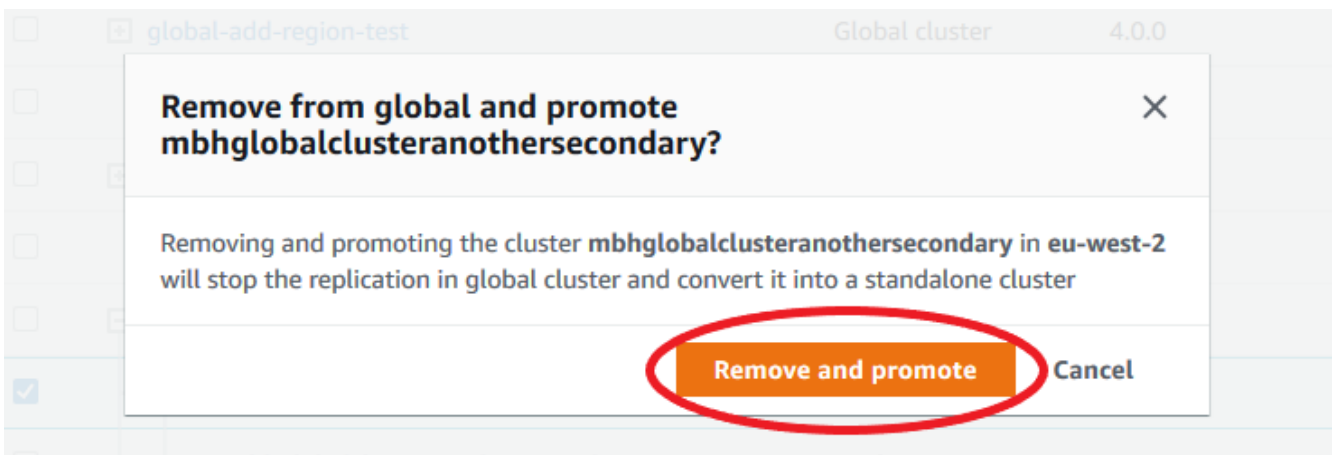 global-add-region-test Global cluster 4.0.0
Remove from global and promote
mbhglobalclusteranothersecondary?
Removing and promoting the cluster mbhglobalclusteranothersecondary in eu-west-2
will stop the replication in global cluster and convert it into a standalone cluster
Remove and promote Cancel